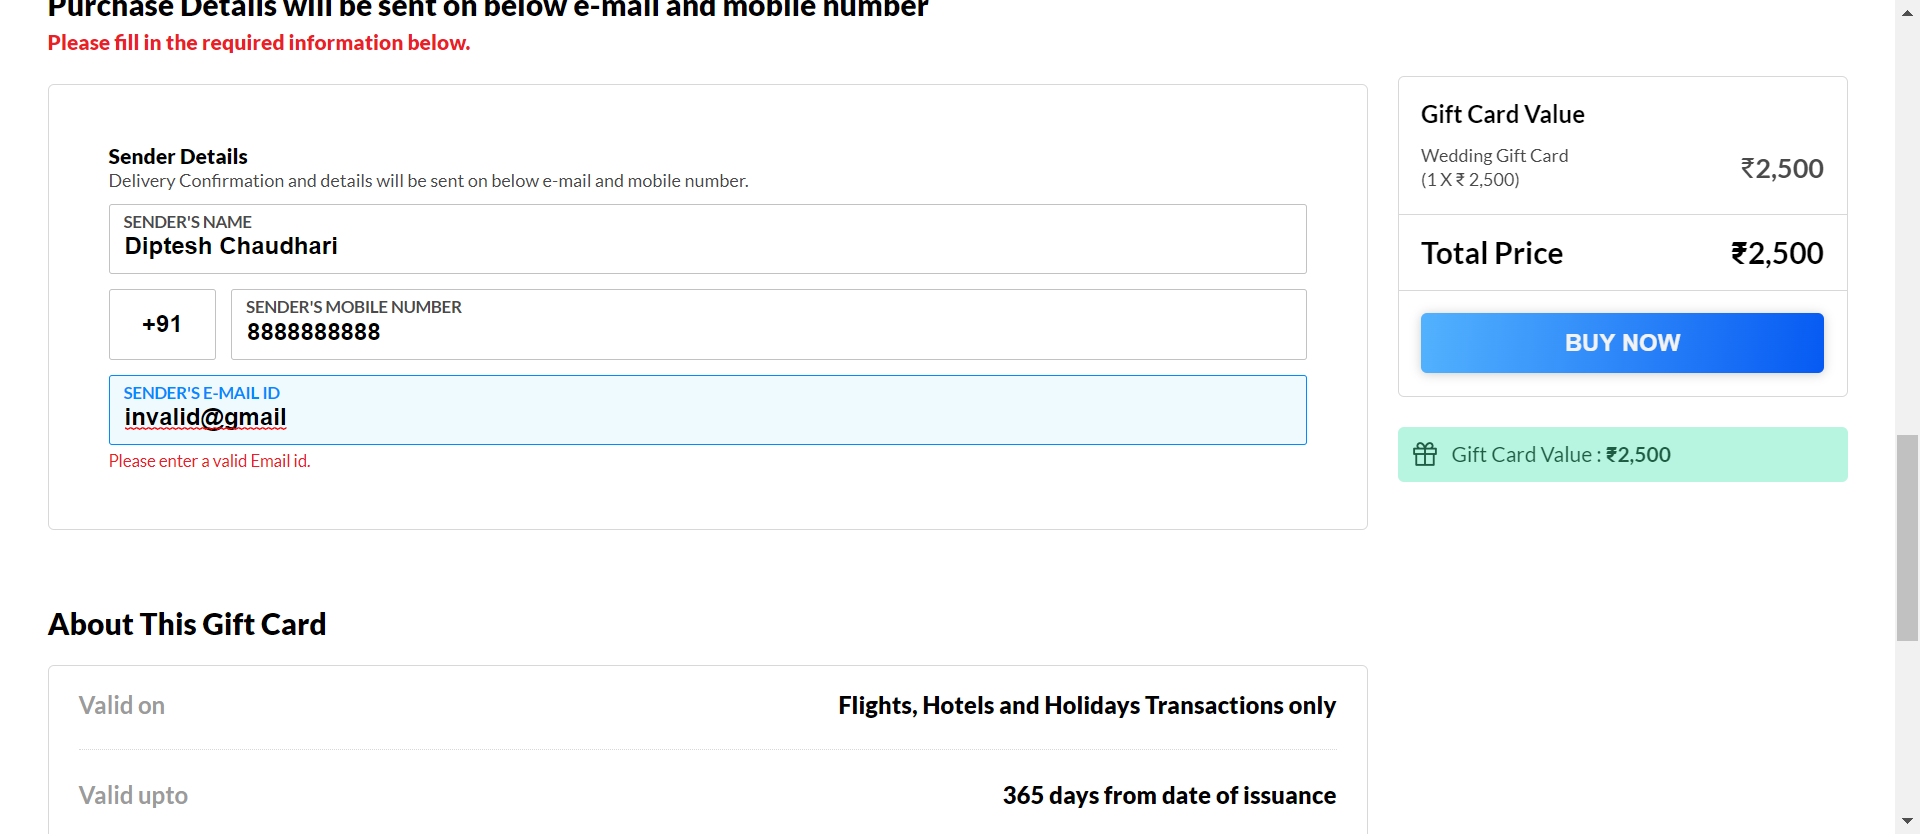 Purchase Details will be sent on below e-mail and mobile number
Please fill in the required information below.
Sender Details
Delivery Confirmation and details will be sent on below e-mail and mobile number.
SENDER'S NAME
Diptesh Chaudhari
+91
SENDER'S MOBILE NUMBER
8888888888
SENDER'S E-MAIL ID
invalid@gmail
Please enter a valid Email id.
Gift Card Value
Wedding Gift Card
(1 X ₹ 2,500)
₹2,500
Total Price
₹2,500
BUY NOW
Gift Card Value : ₹2,500
About This Gift Card
Valid on
Flights, Hotels and Holidays Transactions only
Valid upto
365 days from date of issuance